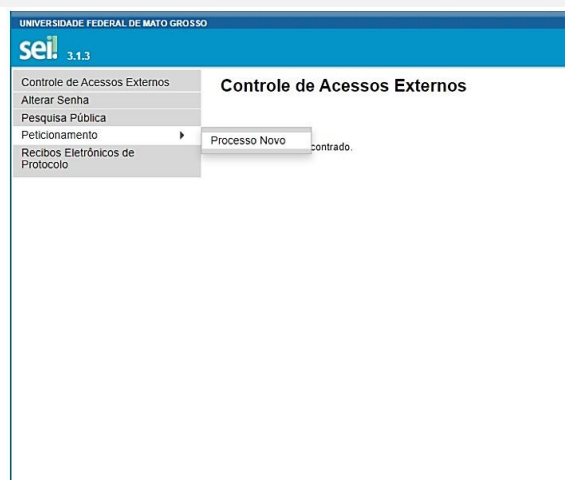 UNIVERSIDADE FEDERAL DE MATO GROSSO
sei! 3.1.3
Controle de Acessos Externos
Alterar Senha
Pesquisa Pública
Peticionamento
Recibos Eletrônicos de
Protocolo
Processo Novo
Controle de Acessos Externos
contrado.